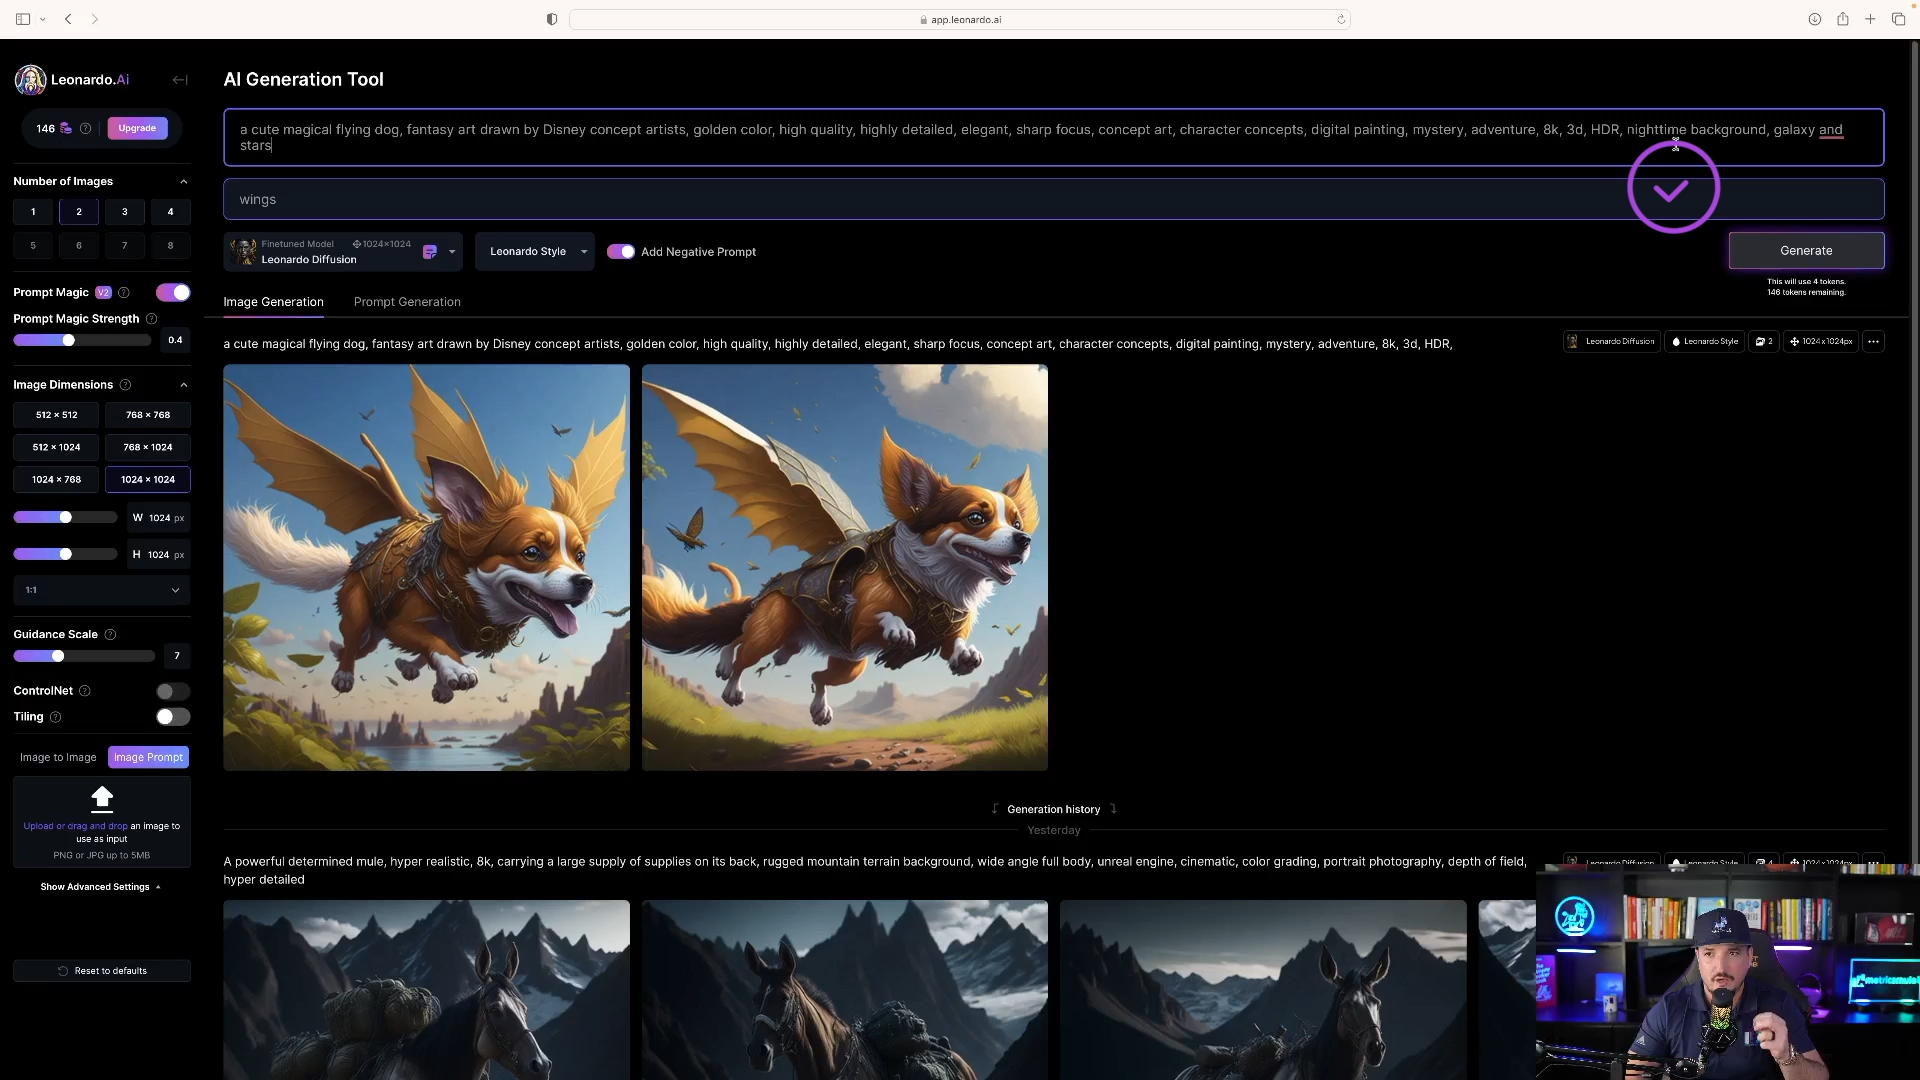 app.leonardo.ai
Leonardo.Ai
146
Upgrade
Number of Images
1 2 3 4
5 6 7 8
Prompt Magic V2
Prompt Magic Strength
0.4
Image Dimensions
512 × 512 768 × 768
512 × 1024 768 × 1024
1024 × 768 1024 × 1024
W 1024 px
H 1024 px
1:1
Guidance Scale
7
ControlNet
Tiling
Image to Image Image Prompt
Upload or drag and drop an image to
use as input
PNG or JPG up to 5MB
Show Advanced Settings
Reset to defaults
AI Generation Tool
a cute magical flying dog, fantasy art drawn by Disney concept artists, golden color, high quality, highly detailed, elegant, sharp focus, concept art, character concepts, digital painting, mystery, adventure, 8k, 3d, HDR, nighttime background, galaxy and
stars
wings
Finetuned Model 1024×1024
Leonardo Diffusion
Leonardo Style
Add Negative Prompt
Generate
This will use 4 tokens.
146 tokens remaining.
Image Generation Prompt Generation
a cute magical flying dog, fantasy art drawn by Disney concept artists, golden color, high quality, highly detailed, elegant, sharp focus, concept art, character concepts, digital painting, mystery, adventure, 8k, 3d, HDR,
Leonardo Diffusion Leonardo Style 2 1024x1024px
Generation history
Yesterday
A powerful determined mule, hyper realistic, 8k, carrying a large supply of supplies on its back, rugged mountain terrain background, wide angle full body, unreal engine, cinematic, color grading, portrait photography, depth of field,
hyper detailed
Leonardo Diffusion Leonardo Style 4 1024x1024px
metricsmule